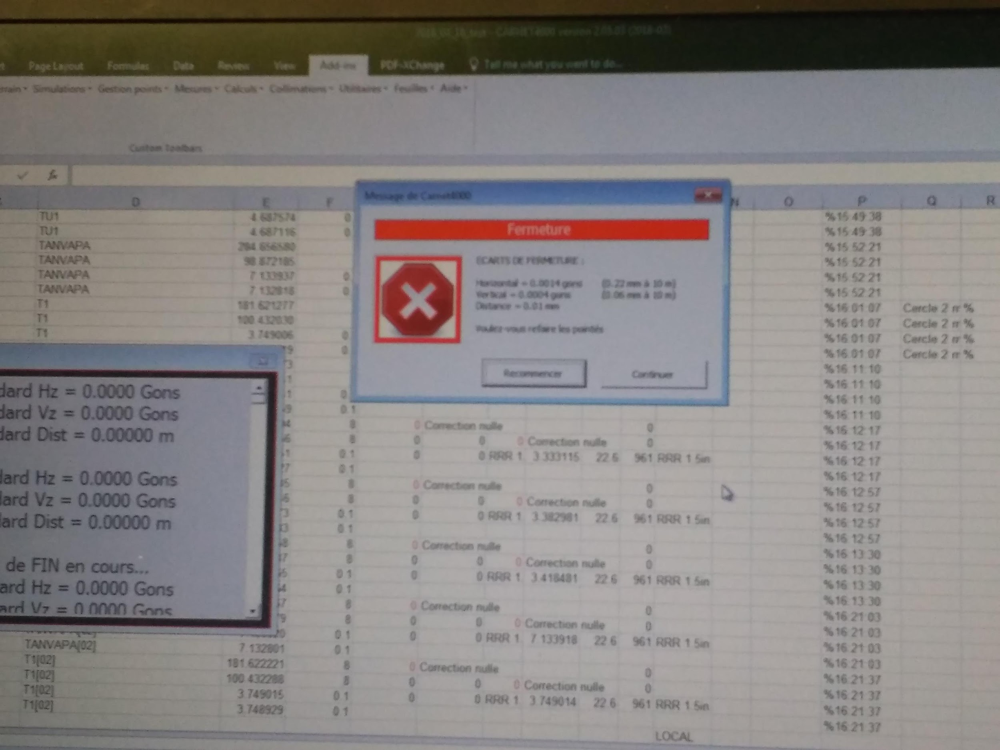 CARNET4000 version
Page Layout Formulas Data Review View Add-ins PDF-XChange Tell me what you want to do...
rrain Simulations Gestion points Mesures Calculs Collimations Utilitaires Feuilles Aide
Custom Toolbars
fx
D E F N O P Q R
TU1 4.687574 0 %15:49:38
TU1 4.687116 0 %15:49:38
TANVAPA %15:52:21
TANVAPA %15:52:21
TANVAPA 7.133937 0 %15:52:21
TANVAPA 7.132818 0 %15:52:21
T1 181.621277 %16:01:07 Cercle 2 m %
T1 100.432030 %16:01:07 Cercle 2 m %
T1 3.749006 0 %16:01:07 Cercle 2 m %
9 0 %16:01:07 Cercle 2 m %
Message de Carnet4000
Fermeture
ECARTS DE FERMETURE :
Horizontal = 0.0014 gons (0.22 mm à 10 m)
Vertical = 0.0004 gons (0.06 mm à 10 m)
Distance = 0.01 mm
Voulez-vous refaire les pointés
Recommencer Continuer
dard Hz = 0.0000 Gons
dard Vz = 0.0000 Gons
dard Dist = 0.00000 m
dard Hz = 0.0000 Gons
dard Vz = 0.0000 Gons
dard Dist = 0.00000 m
de FIN en cours...
ard Hz = 0.0000 Gons
ard Vz = 0.0000 Gons
%16:11:10
%16:11:10
%16:11:10
0.1 %16:11:10
8 0 Correction nulle 0 %16:12:17
8 0 0 0 Correction nulle 0 %16:12:17
0.1 0 0 RRR 1. 3.333115 22.6 961 RRR 1.5in %16:12:17
0.1 %16:12:17
8 0 Correction nulle 0 %16:12:57
8 0 0 0 Correction nulle 0 %16:12:57
0.1 0 0 RRR 1. 3.382981 22.6 961 RRR 1.5in %16:12:57
0.1 %16:12:57
8 0 Correction nulle 0 %16:13:30
8 0 0 0 Correction nulle 0 %16:13:30
0.1 0 0 RRR 1. 3.418481 22.6 961 RRR 1.5in %16:13:30
0.1 %16:13:30
8 0 Correction nulle 0 %16:21:03
8 0 0 0 Correction nulle 0 %16:21:03
0.1 0 0 RRR 1. 7.133918 22.6 961 RRR 1.5in %16:21:03
TANVAPA[02] 7.132801 0.1 %16:21:03
T1[02] 181.622221 8 0 Correction nulle 0 %16:21:37
T1[02] 100.432288 8 0 0 0 Correction nulle 0 %16:21:37
T1[02] 3.749015 0.1 0 0 RRR 1. 3.749014 22.6 961 RRR 1.5in %16:21:37
T1[02] 3.748929 0.1 %16:21:37
LOCAL